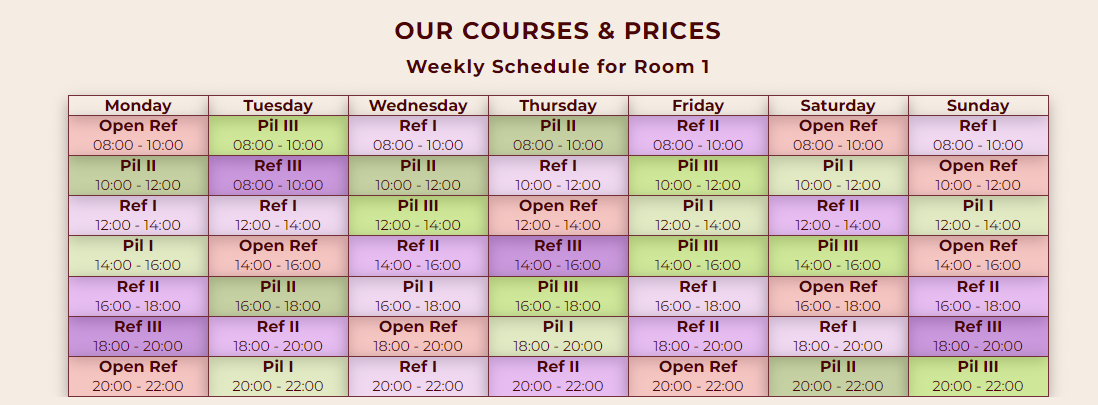 OUR COURSES & PRICES
Weekly Schedule for Room 1
Monday Tuesday Wednesday Thursday Friday Saturday Sunday
Open Ref Pil III Ref I Pil II Ref II Open Ref Ref I
08:00 - 10:00 08:00 - 10:00 08:00 - 10:00 08:00 - 10:00 08:00 - 10:00 08:00 - 10:00 08:00 - 10:00
Pil II Ref III Pil II Ref I Pil III Pil I Open Ref
10:00 - 12:00 08:00 - 10:00 10:00 - 12:00 10:00 - 12:00 10:00 - 12:00 10:00 - 12:00 10:00 - 12:00
Ref I Ref I Pil III Open Ref Pil I Ref II Pil I
12:00 - 14:00 12:00 - 14:00 12:00 - 14:00 12:00 - 14:00 12:00 - 14:00 12:00 - 14:00 12:00 - 14:00
Pil I Open Ref Ref II Ref III Pil III Pil III Open Ref
14:00 - 16:00 14:00 - 16:00 14:00 - 16:00 14:00 - 16:00 14:00 - 16:00 14:00 - 16:00 14:00 - 16:00
Ref II Pil II Pil I Pil III Ref I Open Ref Ref II
16:00 - 18:00 16:00 - 18:00 16:00 - 18:00 16:00 - 18:00 16:00 - 18:00 16:00 - 18:00 16:00 - 18:00
Ref III Ref II Open Ref Pil I Ref II Ref I Ref III
18:00 - 20:00 18:00 - 20:00 18:00 - 20:00 18:00 - 20:00 18:00 - 20:00 18:00 - 20:00 18:00 - 20:00
Open Ref Pil I Ref I Ref II Open Ref Pil II Pil III
20:00 - 22:00 20:00 - 22:00 20:00 - 22:00 20:00 - 22:00 20:00 - 22:00 20:00 - 22:00 20:00 - 22:00